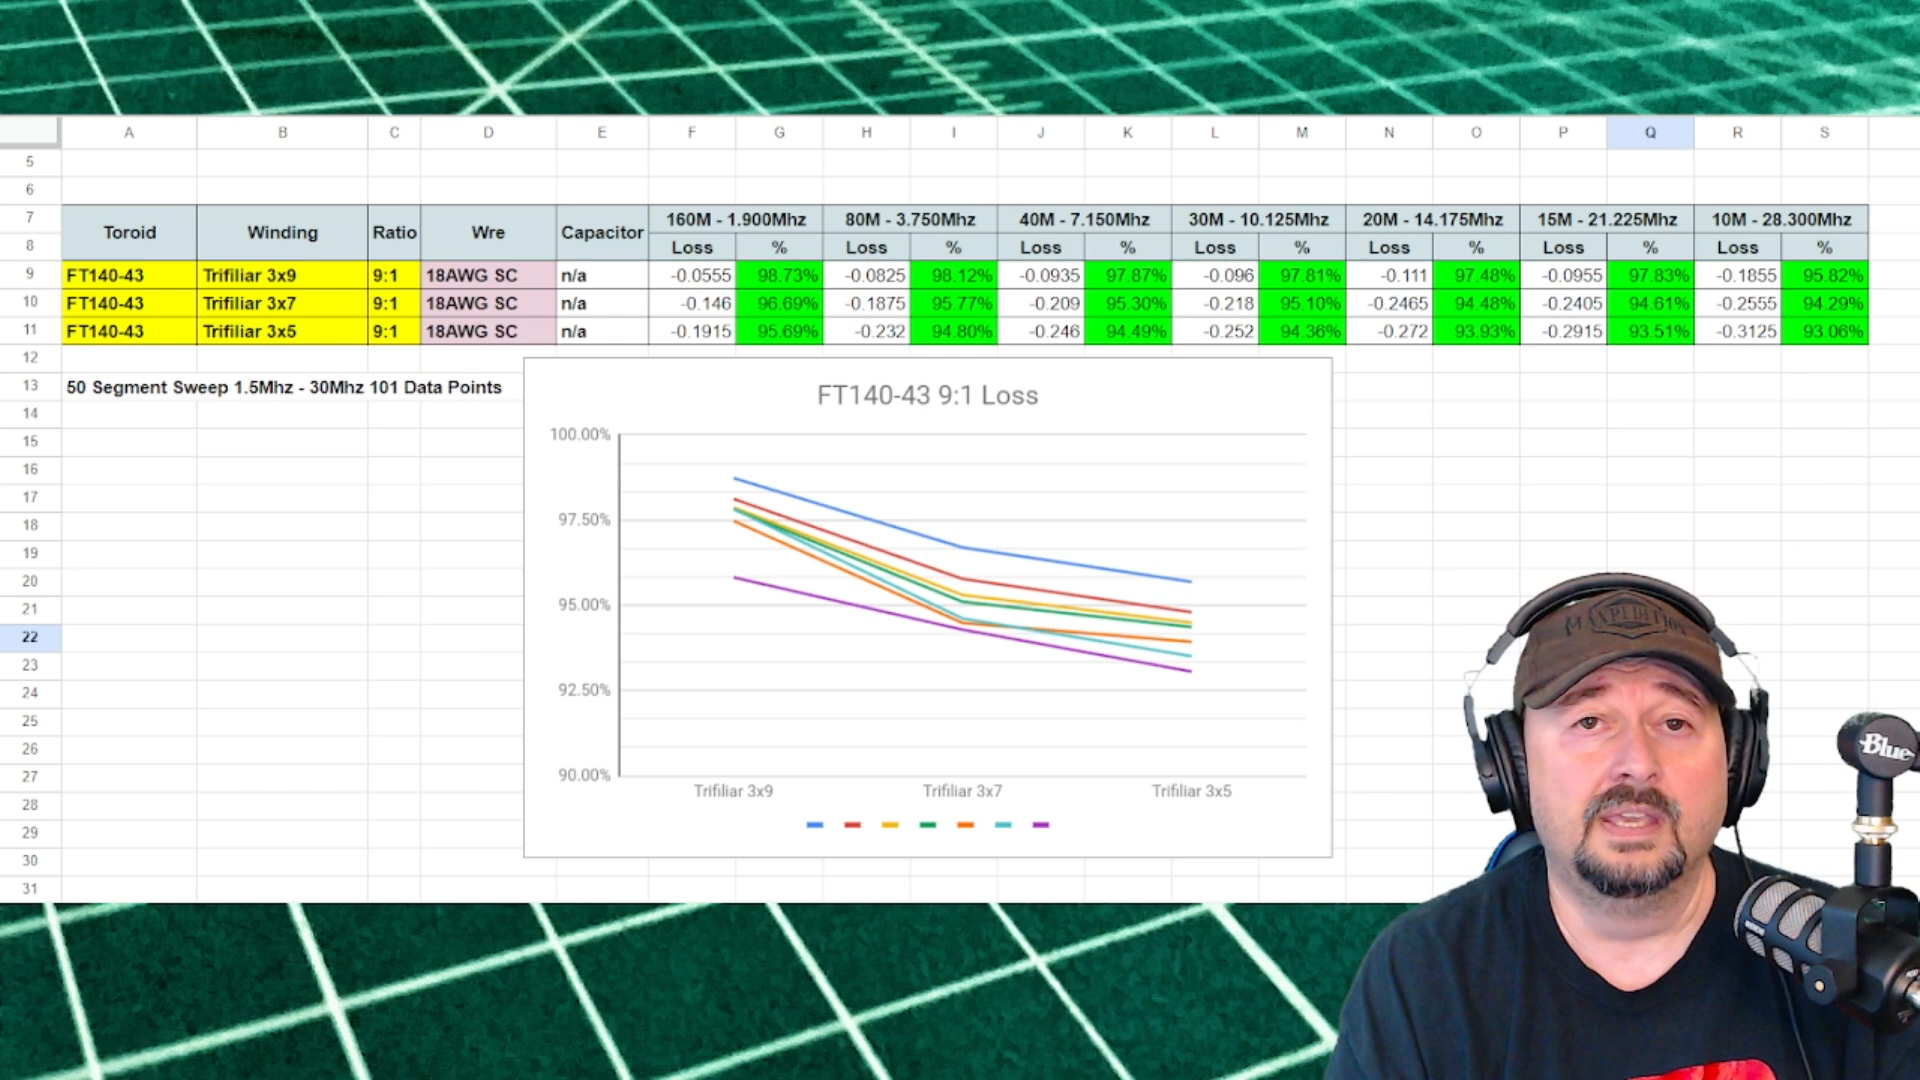 A B C D E F G H I J K L M N O P Q R S
5
6
7 Toroid Winding Ratio Wre Capacitor 160M - 1.900Mhz 80M - 3.750Mhz 40M - 7.150Mhz 30M - 10.125Mhz 20M - 14.175Mhz 15M - 21.225Mhz 10M - 28.300Mhz
8 Loss % Loss % Loss % Loss % Loss % Loss % Loss %
9 FT140-43 Trifiliar 3x9 9:1 18AWG SC n/a -0.0555 98.73% -0.0825 98.12% -0.0935 97.87% -0.096 97.81% -0.111 97.48% -0.0955 97.83% -0.1855 95.82%
10 FT140-43 Trifiliar 3x7 9:1 18AWG SC n/a -0.146 96.69% -0.1875 95.77% -0.209 95.30% -0.218 95.10% -0.2465 94.48% -0.2405 94.61% -0.2555 94.29%
11 FT140-43 Trifiliar 3x5 9:1 18AWG SC n/a -0.1915 95.69% -0.232 94.80% -0.246 94.49% -0.252 94.36% -0.272 93.93% -0.2915 93.51% -0.3125 93.06%
12
13 50 Segment Sweep 1.5Mhz - 30Mhz 101 Data Points
14
15
16
17
18
19
20
21
22
23
24
25
26
27
28
29
30
31
FT140-43 9:1 Loss
100.00%
97.50%
95.00%
92.50%
90.00%
Trifiliar 3x9 Trifiliar 3x7 Trifiliar 3x5
MAXPEDITION
Blue